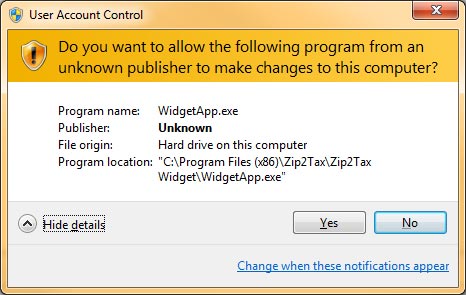 User Account Control
Do you want to allow the following program from an
unknown publisher to make changes to this computer?
Program name: WidgetApp.exe
Publisher: Unknown
File origin: Hard drive on this computer
Program location: "C:\Program Files (x86)\Zip2Tax\Zip2Tax
Widget\WidgetApp.exe"
Hide details Yes No
Change when these notifications appear